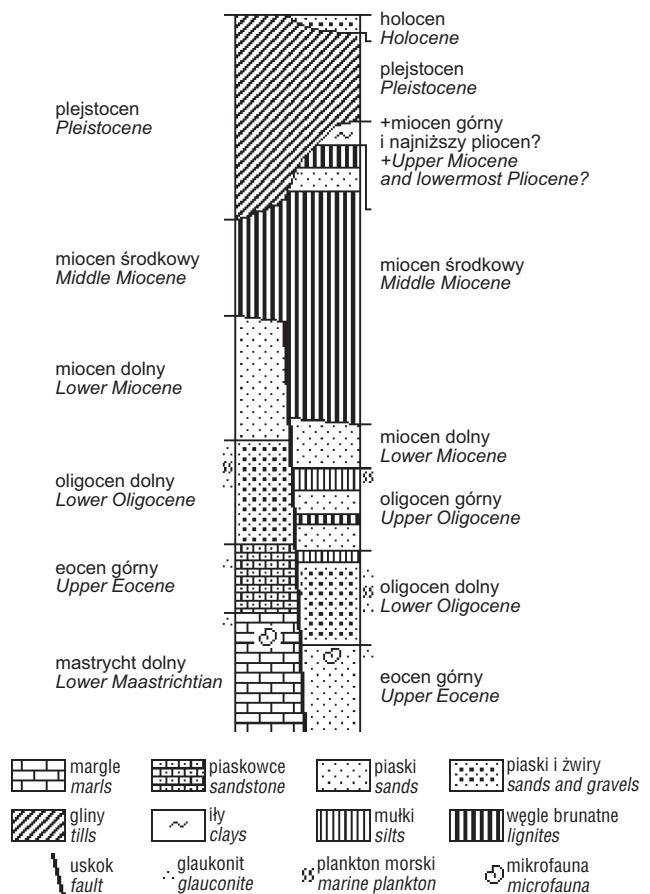 holocen
Holocene
plejstocen
Pleistocene
plejstocen
Pleistocene
+miocen górny
i najniższy pliocen?
+Upper Miocene
and lowermost Pliocene?
miocen środkowy
Middle Miocene
miocen środkowy
Middle Miocene
miocen dolny
Lower Miocene
miocen dolny
Lower Miocene
oligocen dolny
Lower Oligocene
oligocen górny
Upper Oligocene
eocen górny
Upper Eocene
oligocen dolny
Lower Oligocene
mastrycht dolny
Lower Maastrichtian
eocen górny
Upper Eocene
margle
marls
piaskowce
sandstone
piaski
sands
piaski i żwiry
sands and gravels
gliny
tills
iły
clays
mułki
silts
węgle brunatne
lignites
uskok
fault
glaukonit
glauconite
plankton morski
marine plankton
mikrofauna
microfauna